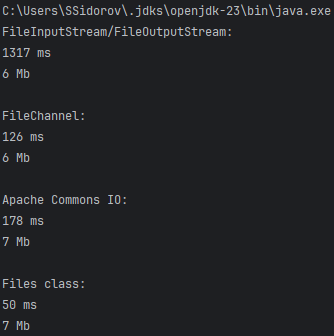 C:\Users\SSidorov\.jdks\openjdk-23\bin\java.exe
FileInputStream/FileOutputStream:
1317 ms
6 Mb
FileChannel:
126 ms
6 Mb
Apache Commons IO:
178 ms
7 Mb
Files class:
50 ms
7 Mb